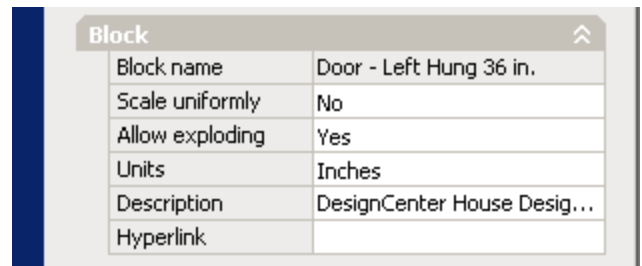 Block
Block name Door - Left Hung 36 in.
Scale uniformly No
Allow exploding Yes
Units Inches
Description DesignCenter House Desig...
Hyperlink